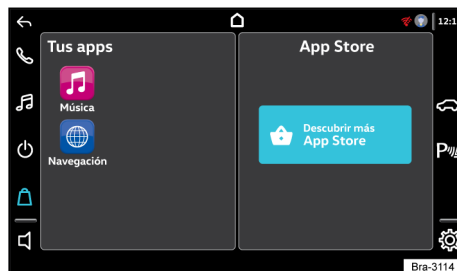 12:1
Tus apps
App Store
Música
Navegación
Descubrir más
App Store
P
Bra-3114